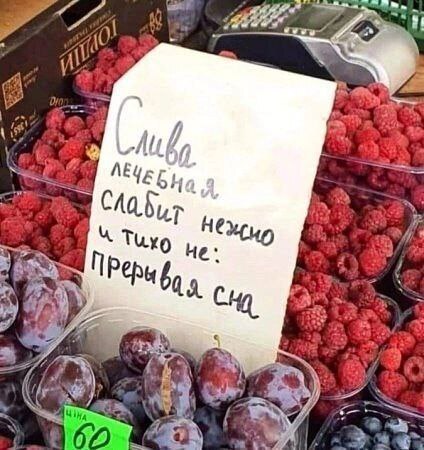 Слива
лечебная
слабит нежно
и тихо не:
прерывая сна
ЦІНА
60